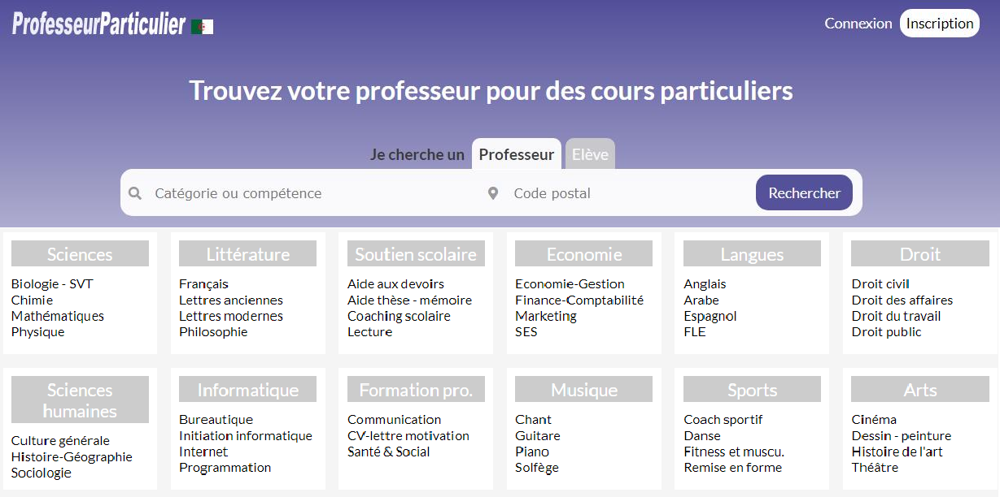 ProfesseurParticulier
Connexion
Inscription
Trouvez votre professeur pour des cours particuliers
Je cherche un
Professeur
Elève
Catégorie ou compétence
Code postal
Rechercher
Sciences
Biologie - SVT
Chimie
Mathématiques
Physique
Littérature
Français
Lettres anciennes
Lettres modernes
Philosophie
Soutien scolaire
Aide aux devoirs
Aide thèse - mémoire
Coaching scolaire
Lecture
Economie
Economie-Gestion
Finance-Comptabilité
Marketing
SES
Langues
Anglais
Arabe
Espagnol
FLE
Droit
Droit civil
Droit des affaires
Droit du travail
Droit public
Sciences
humaines
Culture générale
Histoire-Géographie
Sociologie
Informatique
Bureautique
Initiation informatique
Internet
Programmation
Formation pro.
Communication
CV-lettre motivation
Santé & Social
Musique
Chant
Guitare
Piano
Solfège
Sports
Coach sportif
Danse
Fitness et muscu.
Remise en forme
Arts
Cinéma
Dessin - peinture
Histoire de l'art
Théâtre